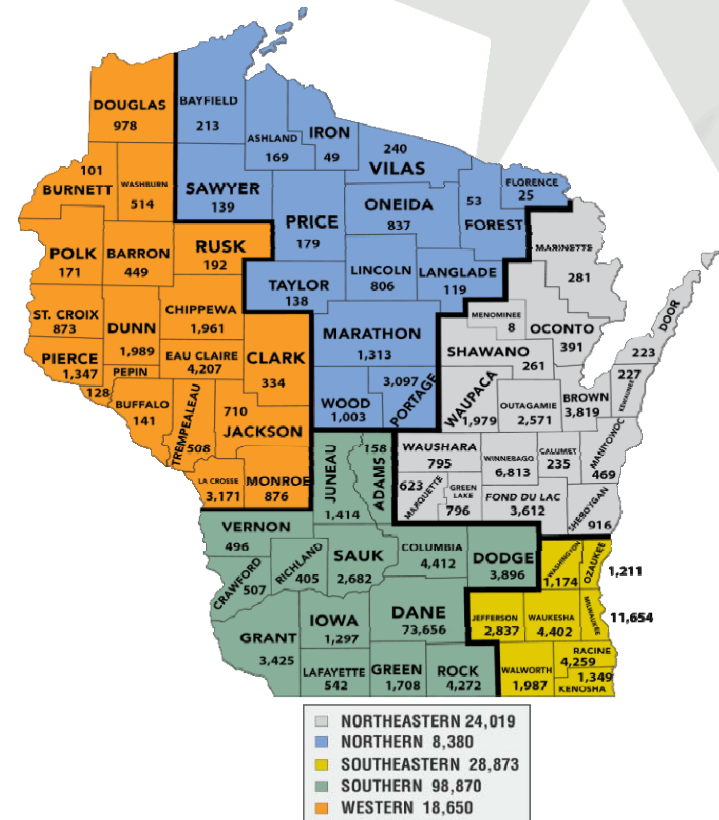 DOUGLAS
978
BAYFIELD
213
ASHLAND
169
IRON
49
240
VILAS
FLORENCE
25
101
BURNETT
WASHBURN
514
SAWYER
139
PRICE
179
ONEIDA
837
53
FOREST
MARINETTE
281
POLK
171
BARRON
449
RUSK
192
TAYLOR
138
LINCOLN
806
LANGLADE
119
ST. CROIX
873
DUNN
1,989
CHIPPEWA
1,961
MENOMINEE
8
OCONTO
391
DOOR
223
PIERCE
1,347
PEPIN
128
EAU CLAIRE
4,207
CLARK
334
MARATHON
1,313
SHAWANO
261
227
KEWAUNEE
BUFFALO
141
TREMPEALEAU
508
710
JACKSON
WOOD
1,003
3,097
PORTAGE
WAUPACA
1,979
OUTAGAMIE
2,571
BROWN
3,819
LA CROSSE
3,171
MONROE
876
JUNEAU
1,414
158
ADAMS
WAUSHARA
795
WINNEBAGO
6,813
CALUMET
235
MANITOWOC
469
623
MARQUETTE
GREEN
LAKE
796
FOND DU LAC
3,612
SHEBOYGAN
916
VERNON
496
CRAWFORD
507
RICHLAND
405
SAUK
2,682
COLUMBIA
4,412
DODGE
3,896
WASHINGTON
1,174
OZAUKEE
1,211
GRANT
3,425
IOWA
1,297
DANE
73,656
JEFFERSON
2,837
WAUKESHA
4,402
MILWAUKEE
11,654
LAFAYETTE
542
GREEN
1,708
ROCK
4,272
WALWORTH
1,987
RACINE
4,259
1,349
KENOSHA
NORTHEASTERN 24,019
NORTHERN 8,380
SOUTHEASTERN 28,873
SOUTHERN 98,870
WESTERN 18,650